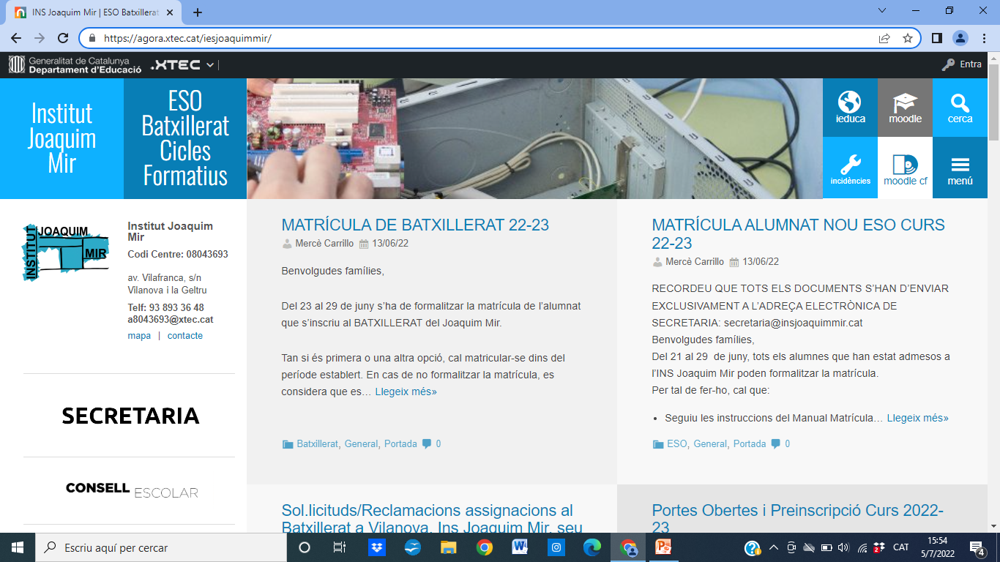 INS Joaquim Mir | ESO Batxillerat
https://agora.xtec.cat/iesjoaquimmir/
Generalitat de Catalunya
Departament d'Educació
.XTEC
Entra
Institut
Joaquim
Mir
ESO
Batxillerat
Cicles
Formatius
ieduca
moodle
cerca
incidències
moodle cf
menú
INSTITUT
JOAQUIM
MIR
Institut Joaquim
Mir
Codi Centre: 08043693
av. Vilafranca, s/n
Vilanova i la Geltru
Telf: 93 893 36 48
a8043693@xtec.cat
mapa | contacte
SECRETARIA
CONSELL ESCOLAR
MATRÍCULA DE BATXILLERAT 22-23
Mercè Carrillo 13/06/22
Benvolgudes famílies,
Del 23 al 29 de juny s’ha de formalitzar la matrícula de l’alumnat
que s’inscriu al BATXILLERAT del Joaquim Mir.
Tan si és primera o una altra opció, cal matricular-se dins del
període establert. En cas de no formalitzar la matrícula, es
considera que es… Llegeix més»
Batxillerat, General, Portada 0
MATRÍCULA ALUMNAT NOU ESO CURS
22-23
Mercè Carrillo 13/06/22
RECORDEU QUE TOTS ELS DOCUMENTS S’HAN D’ENVIAR
EXCLUSIVAMENT A L’ADREÇA ELECTRÒNICA DE
SECRETARIA: secretaria@insjoaquimmir.cat
Benvolgudes famílies,
Del 21 al 29 de juny, tots els alumnes que han estat admesos a
l’INS Joaquim Mir poden formalitzar la matrícula.
Per tal de fer-ho, cal que:
• Seguiu les instruccions del Manual Matrícula… Llegeix més»
ESO, General, Portada 0
Sol.licituds/Reclamacions assignacions al
Batxillerat a Vilanova. Ins Joaquim Mir, seu
Portes Obertes i Preinscripció Curs 2022-
23
Escriu aquí per cercar
CAT
15:54
5/7/2022
2
4